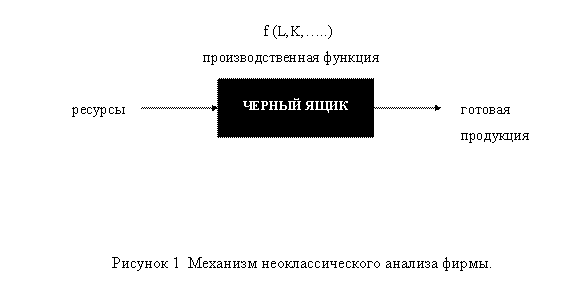 f (L,K,…..)
производственная функция
ресурсы
ЧЕРНЫЙ ЯЩИК
готовая
продукция
Рисунок 1 Механизм неоклассического анализа фирмы.